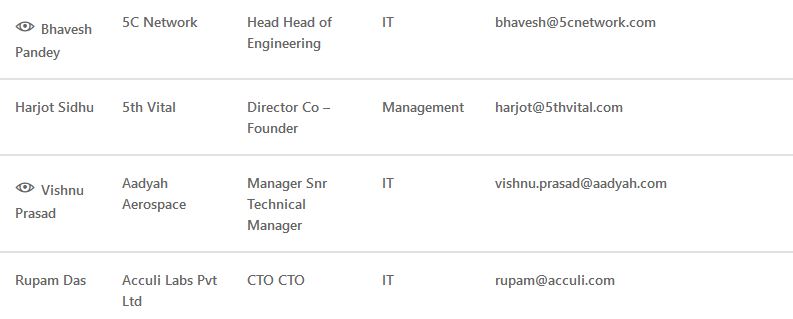 Bhavesh Pandey 5C Network Head Head of Engineering IT bhavesh@5cnetwork.com
Harjot Sidhu 5th Vital Director Co – Founder Management harjot@5thvital.com
Vishnu Prasad Aadyah Aerospace Manager Snr Technical Manager IT vishnu.prasad@aadyah.com
Rupam Das Acculi Labs Pvt Ltd CTO CTO IT rupam@acculi.com